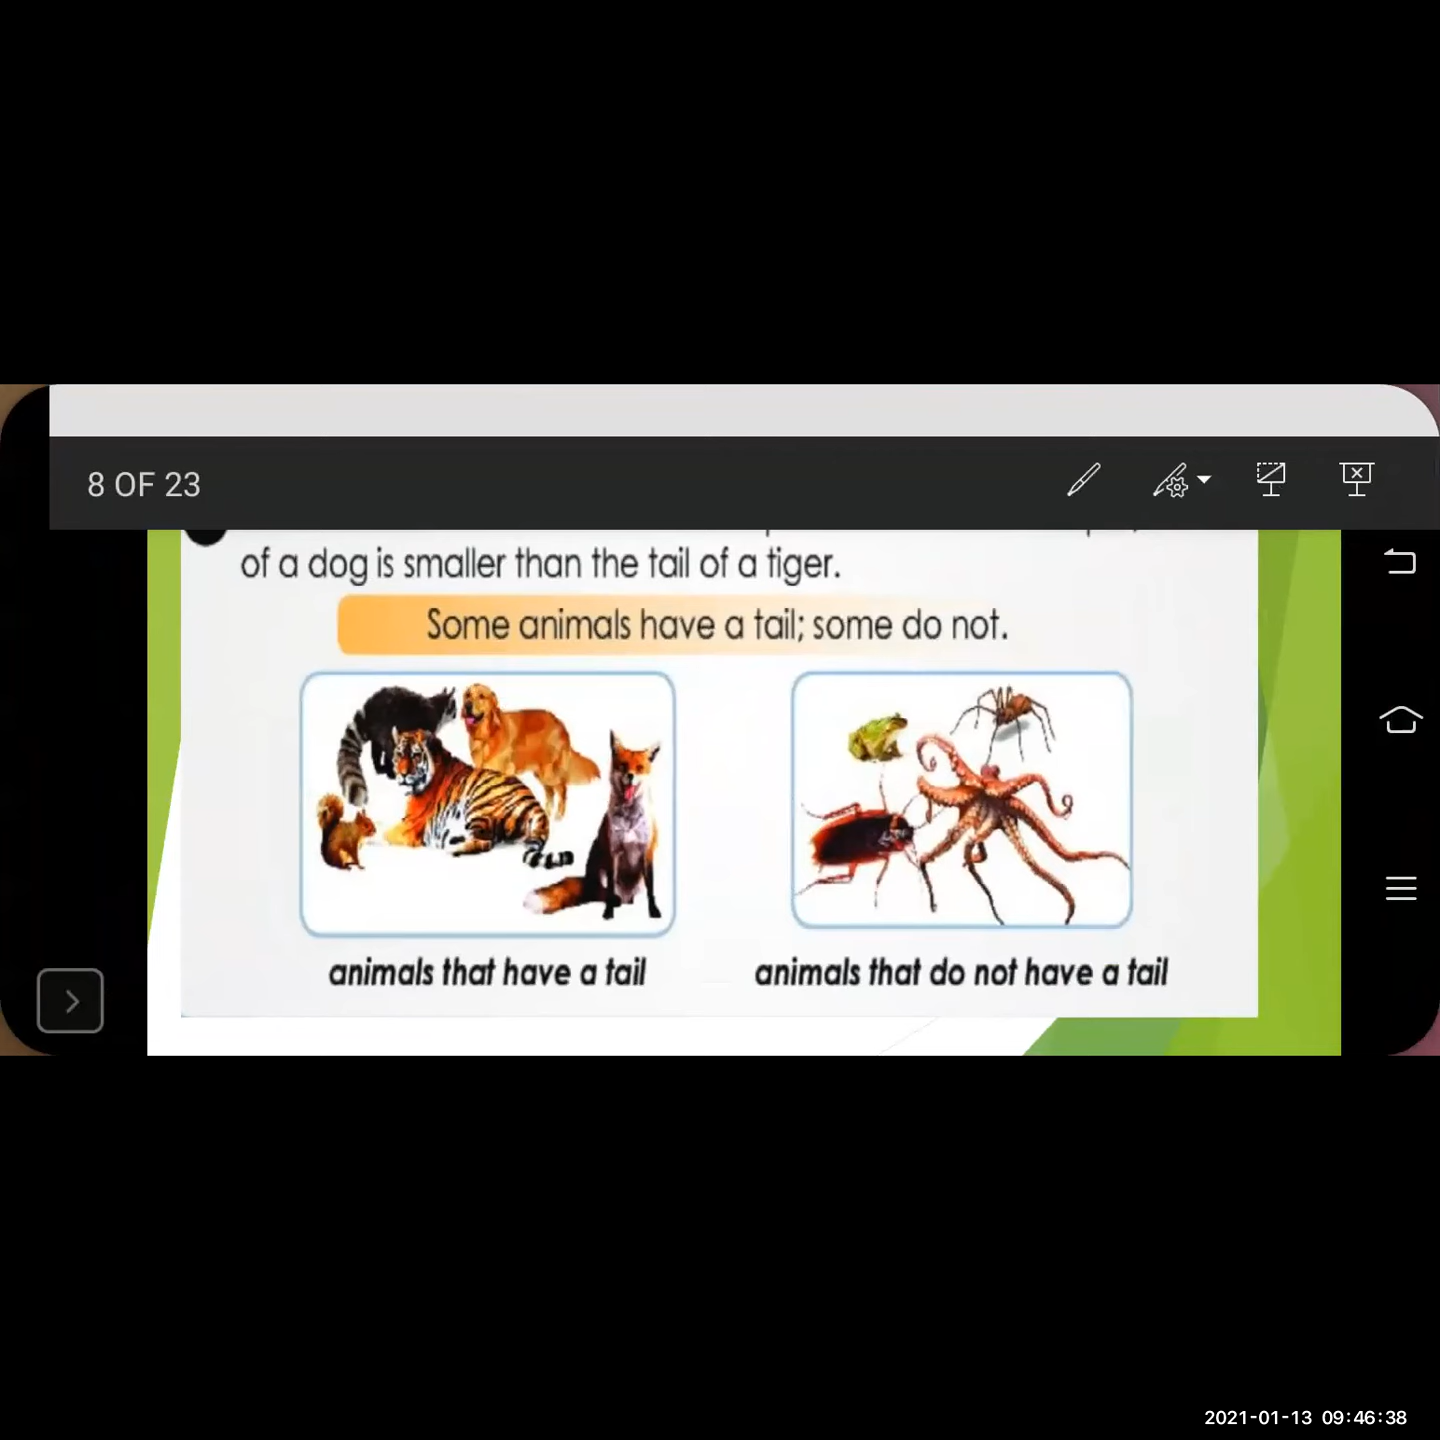 8 OF 23
of a dog is smaller than the tail of a tiger.
Some animals have a tail; some do not.
animals that have a tail
animals that do not have a tail
2021-01-13 09:46:38